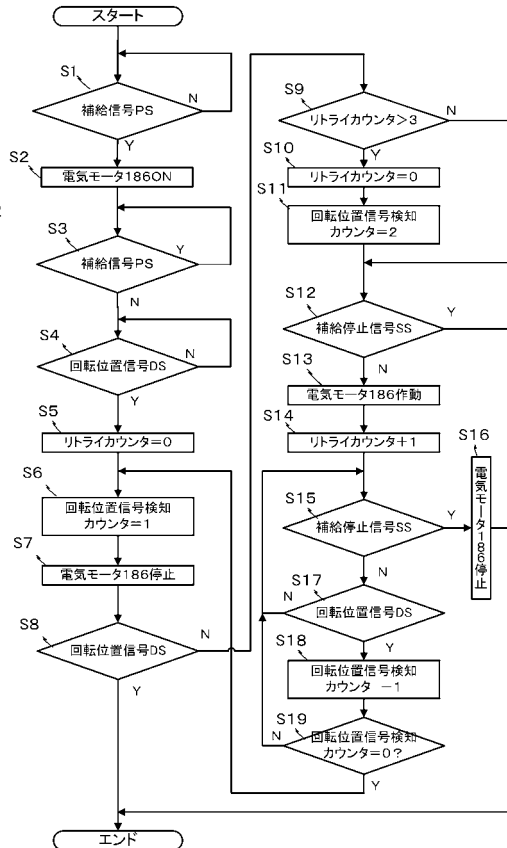 スタート
S1
補給信号PS
N
Y
S2
電気モータ186ON
S3
補給信号PS
Y
N
S4
回転位置信号DS
N
Y
S5
リトライカウンタ=0
S6
回転位置信号検知
カウンター=1
S7
電気モータ186停止
S8
回転位置信号DS
N
Y
エンド
S9
リトライカウンタ>3
N
Y
S10
リトライカウンタ=0
S11
回転位置信号検知
カウンター=2
S12
補給停止信号SS
Y
N
S13
電気モータ186作動
S14
リトライカウンタ+1
S15
補給停止信号SS
Y
N
S16
電気モータ186停止
S17
回転位置信号DS
N
Y
S18
回転位置信号検知
カウンタ −1
S19
回転位置信号検知
カウンター=0?
N
Y